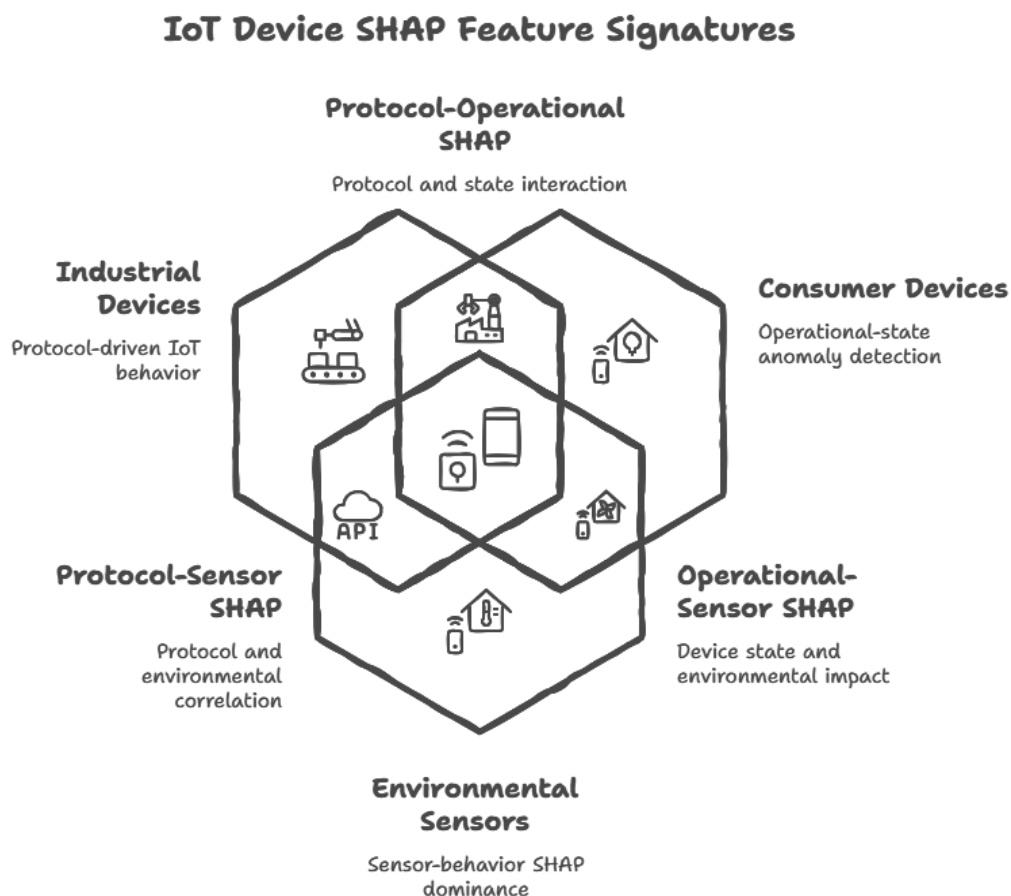 IoT Device SHAP Feature Signatures
Protocol-Operational
SHAP
Protocol and state interaction
Industrial
Devices
Protocol-driven IoT
behavior
Consumer Devices
Operational-state
anomaly detection
API
Protocol-Sensor
SHAP
Protocol and
environmental
correlation
Operational-
Sensor SHAP
Device state and
environmental impact
Environmental
Sensors
Sensor-behavior SHAP
dominance